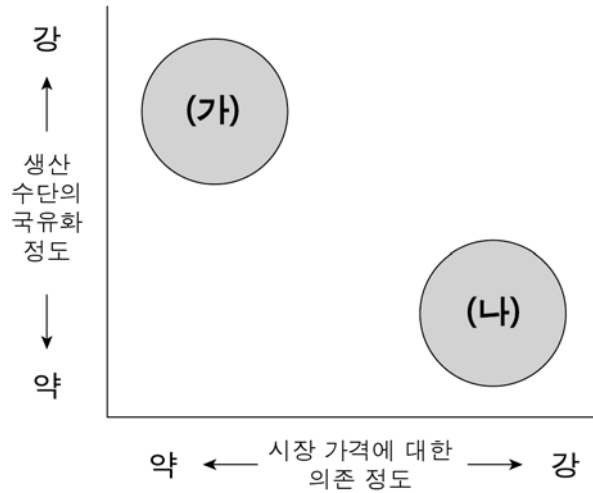 강
(가)
생산
수단의
국유화
정도
(나)
약
약
시장 가격에 대한
의존 정도
강